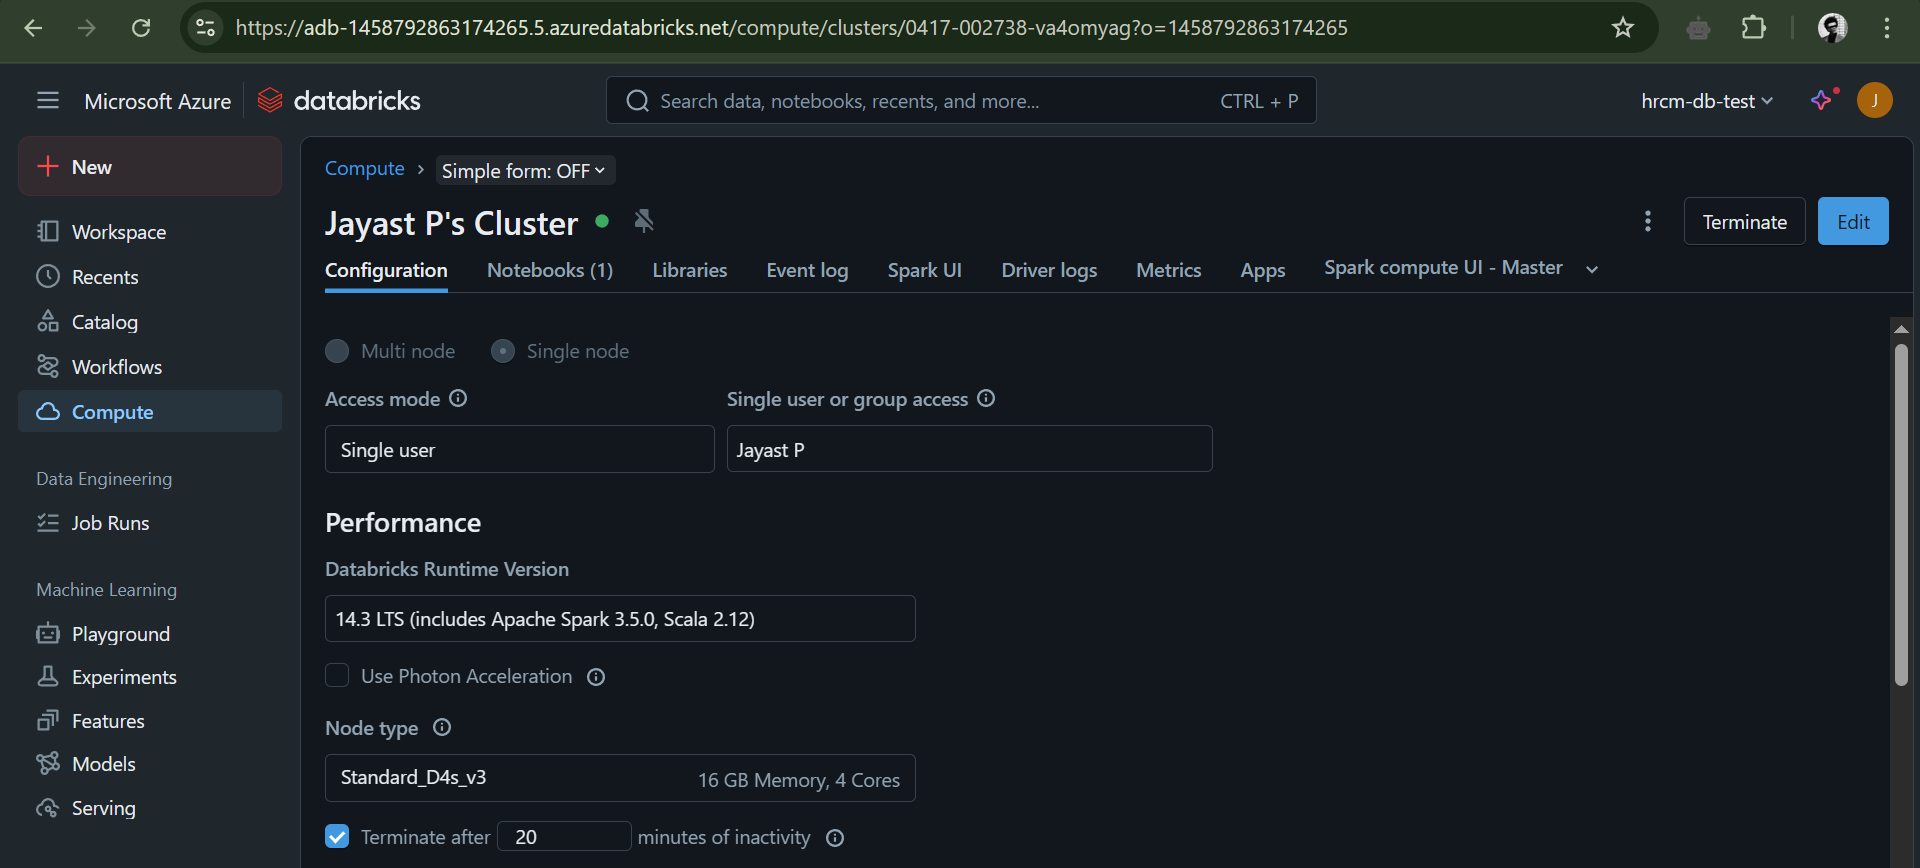 https://adb-1458792863174265.5.azuredatabricks.net/compute/clusters/0417-002738-va4omyag?o=1458792863174265
Microsoft Azure
databricks
Search data, notebooks, recents, and more...
CTRL + P
hrcm-db-test
J
New
Workspace
Recents
Catalog
Workflows
Compute
Data Engineering
Job Runs
Machine Learning
Playground
Experiments
Features
Models
Serving
Compute › Simple form: OFF
Jayast P's Cluster
Terminate
Edit
Configuration
Notebooks (1)
Libraries
Event log
Spark UI
Driver logs
Metrics
Apps
Spark compute UI - Master
Multi node
Single node
Access mode
Single user or group access
Single user
Jayast P
Performance
Databricks Runtime Version
14.3 LTS (includes Apache Spark 3.5.0, Scala 2.12)
Use Photon Acceleration
Node type
Standard_D4s_v3
16 GB Memory, 4 Cores
Terminate after 20 minutes of inactivity